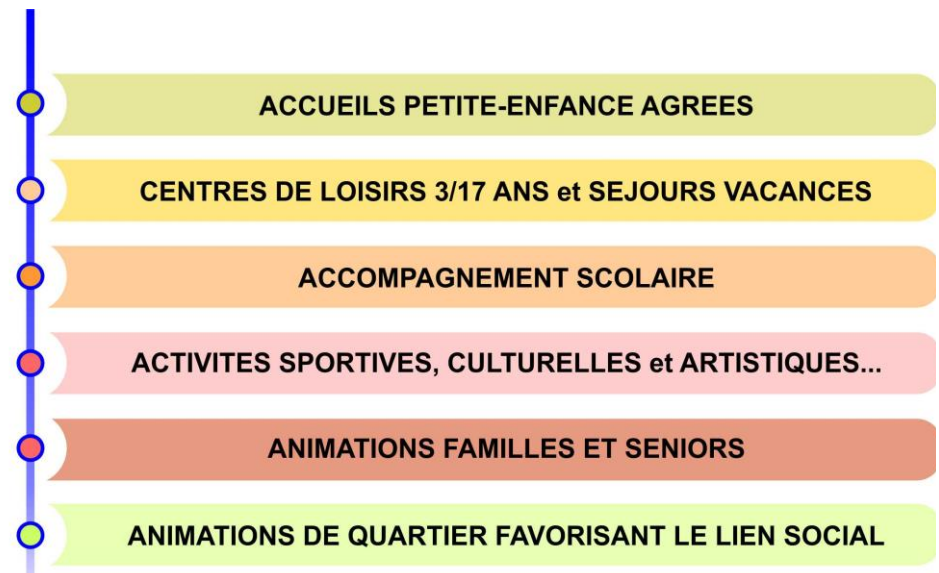 ACCUEILS PETITE-ENFANCE AGREES
CENTRES DE LOISIRS 3/17 ANS et SEJOURS VACANCES
ACCOMPAGNEMENT SCOLAIRE
ACTIVITES SPORTIVES, CULTURELLES et ARTISTIQUES...
ANIMATIONS FAMILLES ET SENIORS
ANIMATIONS DE QUARTIER FAVORISANT LE LIEN SOCIAL